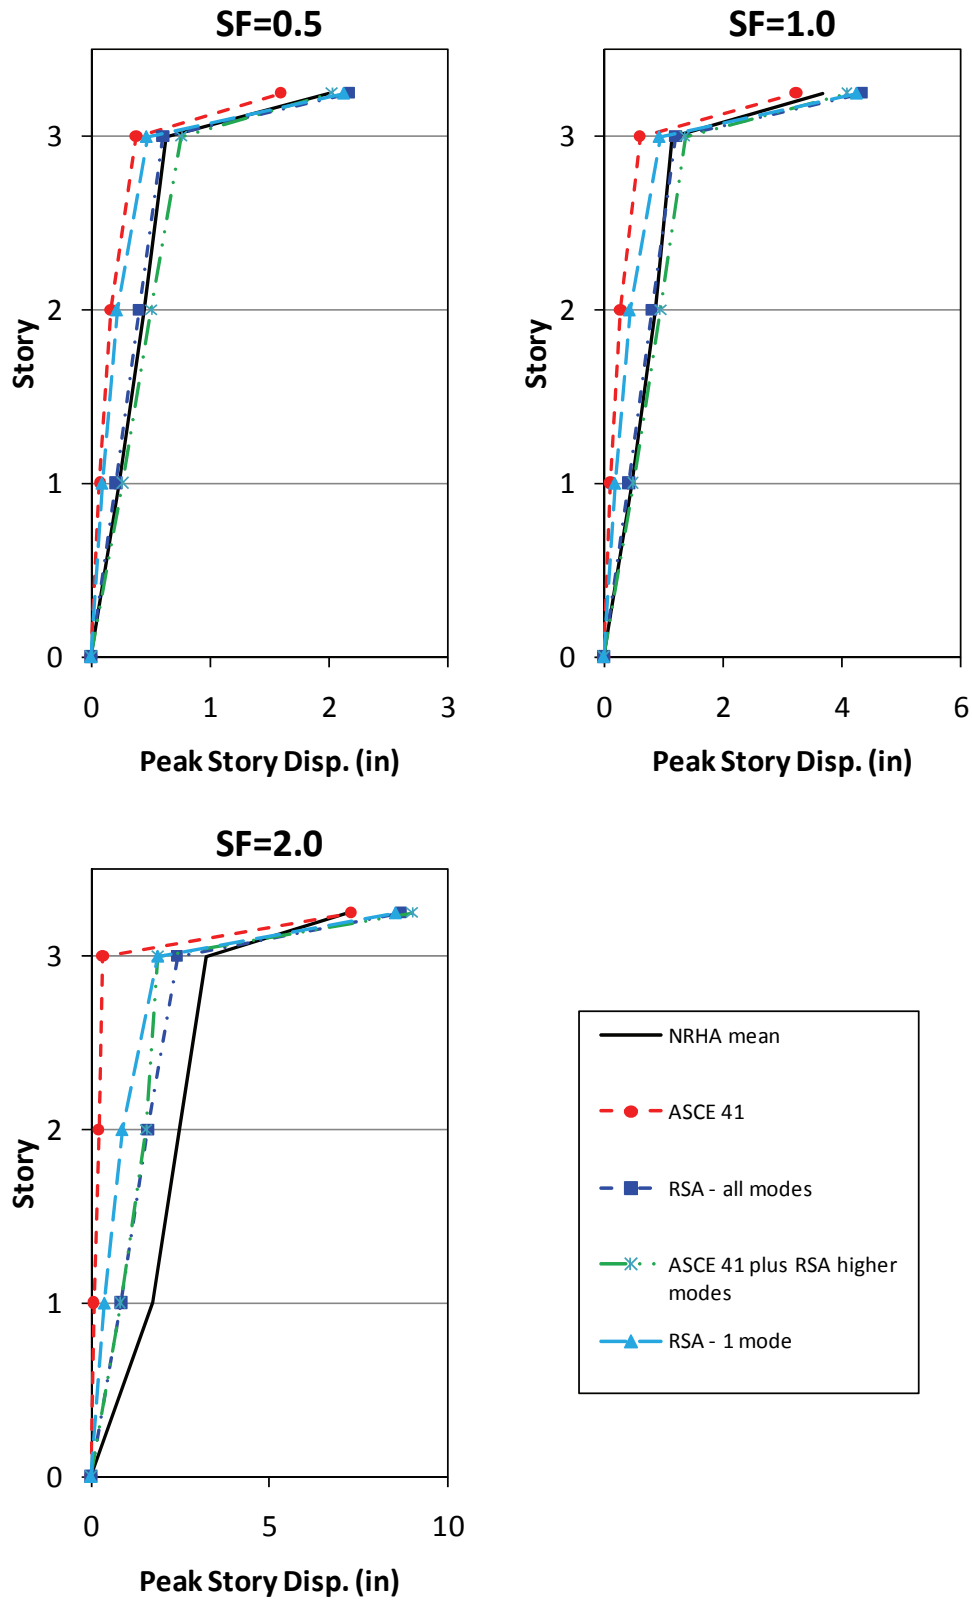 SF=0.5
3
2
1
0
Story
0 1 2 3
Peak Story Disp. (in)
SF=1.0
3
2
1
0
Story
0 2 4 6
Peak Story Disp. (in)
SF=2.0
3
2
1
0
Story
0 5 10
Peak Story Disp. (in)
NRHA mean
ASCE 41
RSA - all modes
ASCE 41 plus RSA higher
modes
RSA - 1 mode